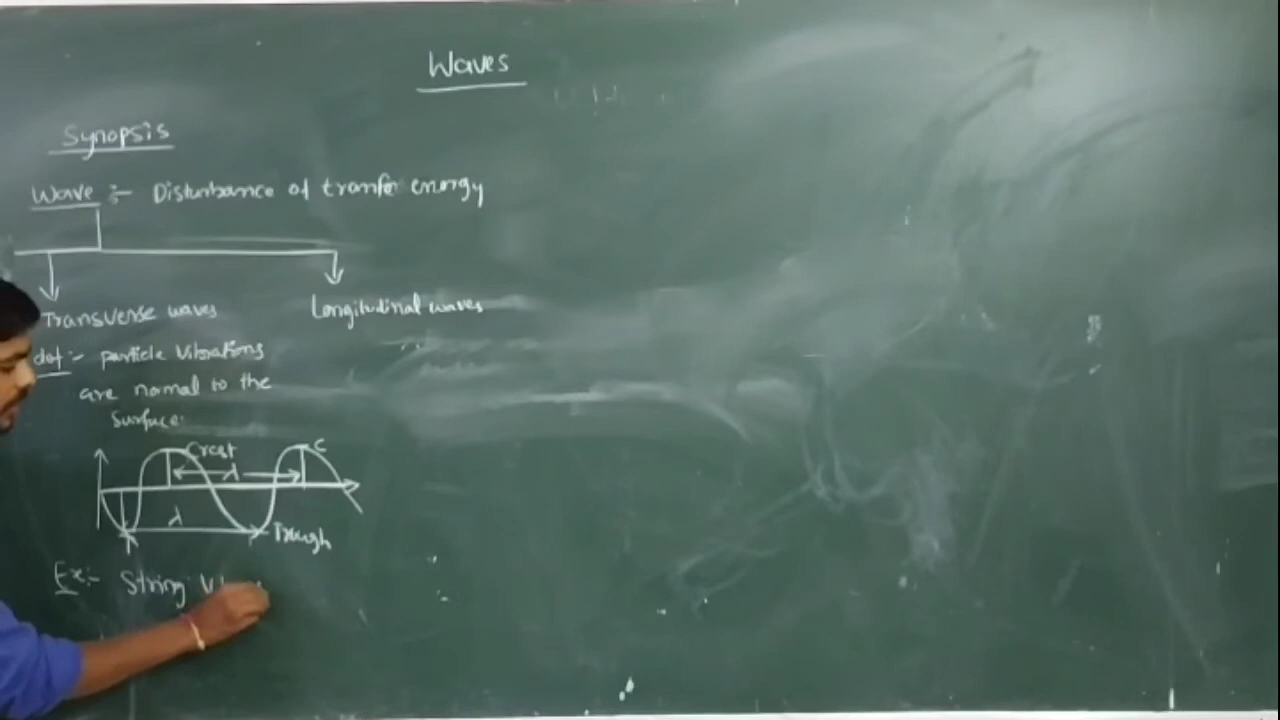 Waves
Synopsis
Wave :- Disturbance of tranfer energy
Transverse waves
Longitudinal waves
def :- particle Vibrations
are normal to the
Surface.
Crest
C
λ
λ
Trough
Ex:- String